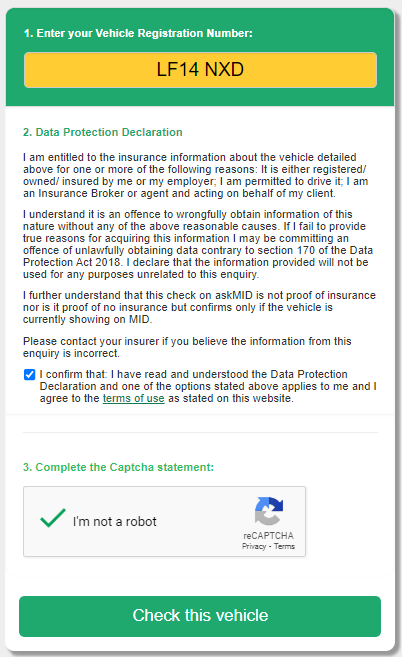 1. Enter your Vehicle Registration Number:
LF14 NXD
2. Data Protection Declaration
I am entitled to the insurance information about the vehicle detailed
above for one or more of the following reasons: It is either registered/
owned/ insured by me or my employer; I am permitted to drive it; I am
an Insurance Broker or agent and acting on behalf of my client.
I understand it is an offence to wrongfully obtain information of this
nature without any of the above reasonable causes. If I fail to provide
true reasons for acquiring this information I may be committing an
offence of unlawfully obtaining data contrary to section 170 of the Data
Protection Act 2018. I declare that the information provided will not be
used for any purposes unrelated to this enquiry.
I further understand that this check on askMID is not proof of insurance
nor is it proof of no insurance but confirms only if the vehicle is
currently showing on MID.
Please contact your insurer if you believe the information from this
enquiry is incorrect.
I confirm that: I have read and understood the Data Protection
Declaration and one of the options stated above applies to me and I
agree to the terms of use as stated on this website.
3. Complete the Captcha statement:
I'm not a robot
reCAPTCHA
Privacy - Terms
Check this vehicle